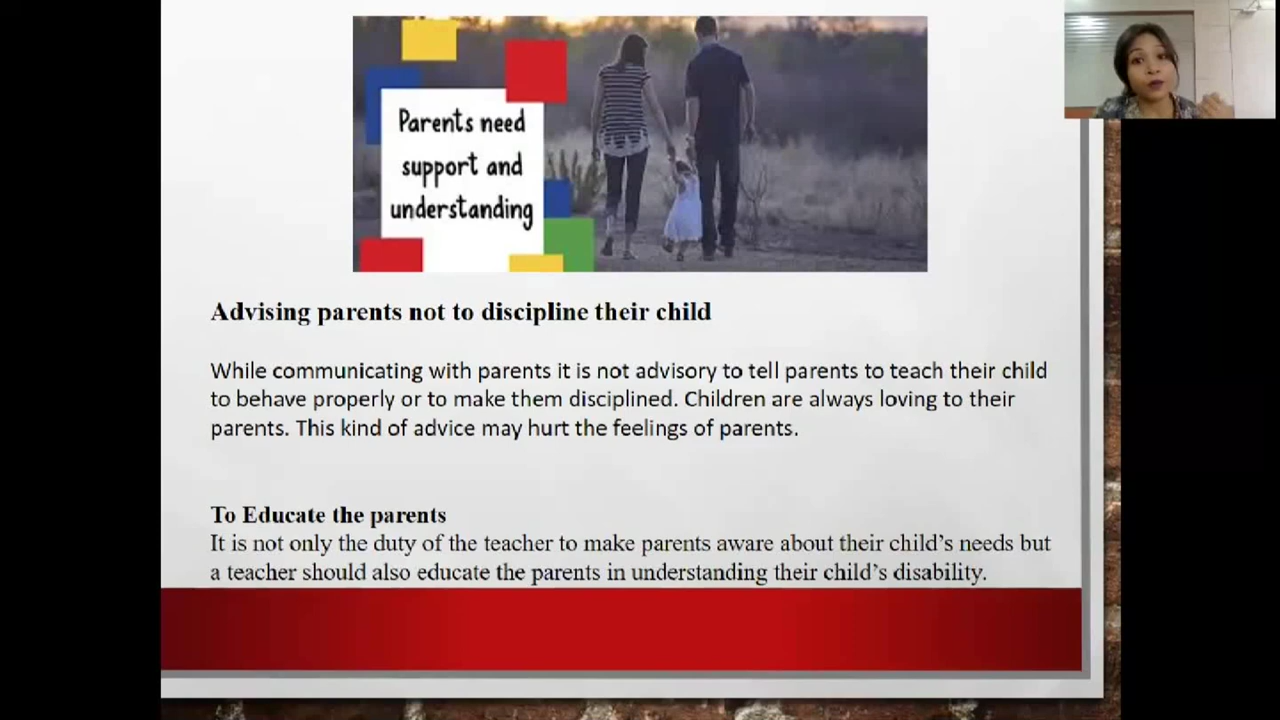 Parents need
support and
understanding
Advising parents not to discipline their child
While communicating with parents it is not advisory to tell parents to teach their child
to behave properly or to make them disciplined. Children are always loving to their
parents. This kind of advice may hurt the feelings of parents.
To Educate the parents
It is not only the duty of the teacher to make parents aware about their child’s needs but
a teacher should also educate the parents in understanding their child’s disability.